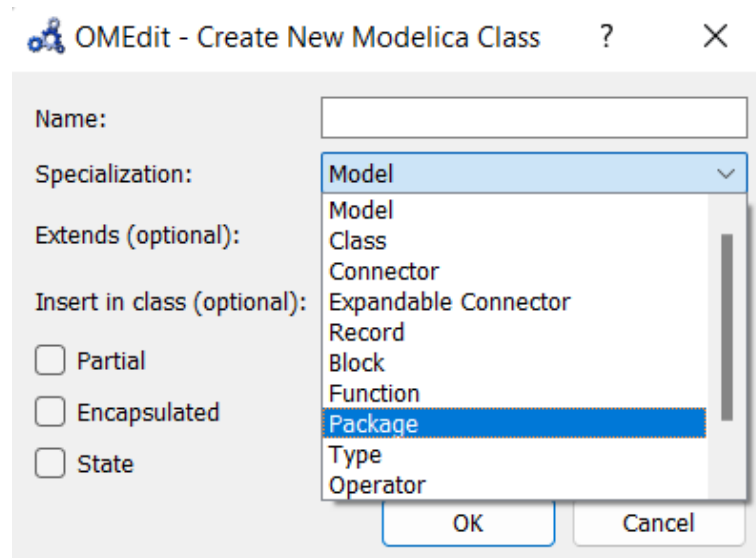 OMEdit - Create New Modelica Class ? ×
Name:
Specialization: Model
Model
Extends (optional):
Class
Connector
Insert in class (optional):
Expandable Connector
Record
Partial
Block
Function
Encapsulated
Package
State
Type
Operator
OK Cancel